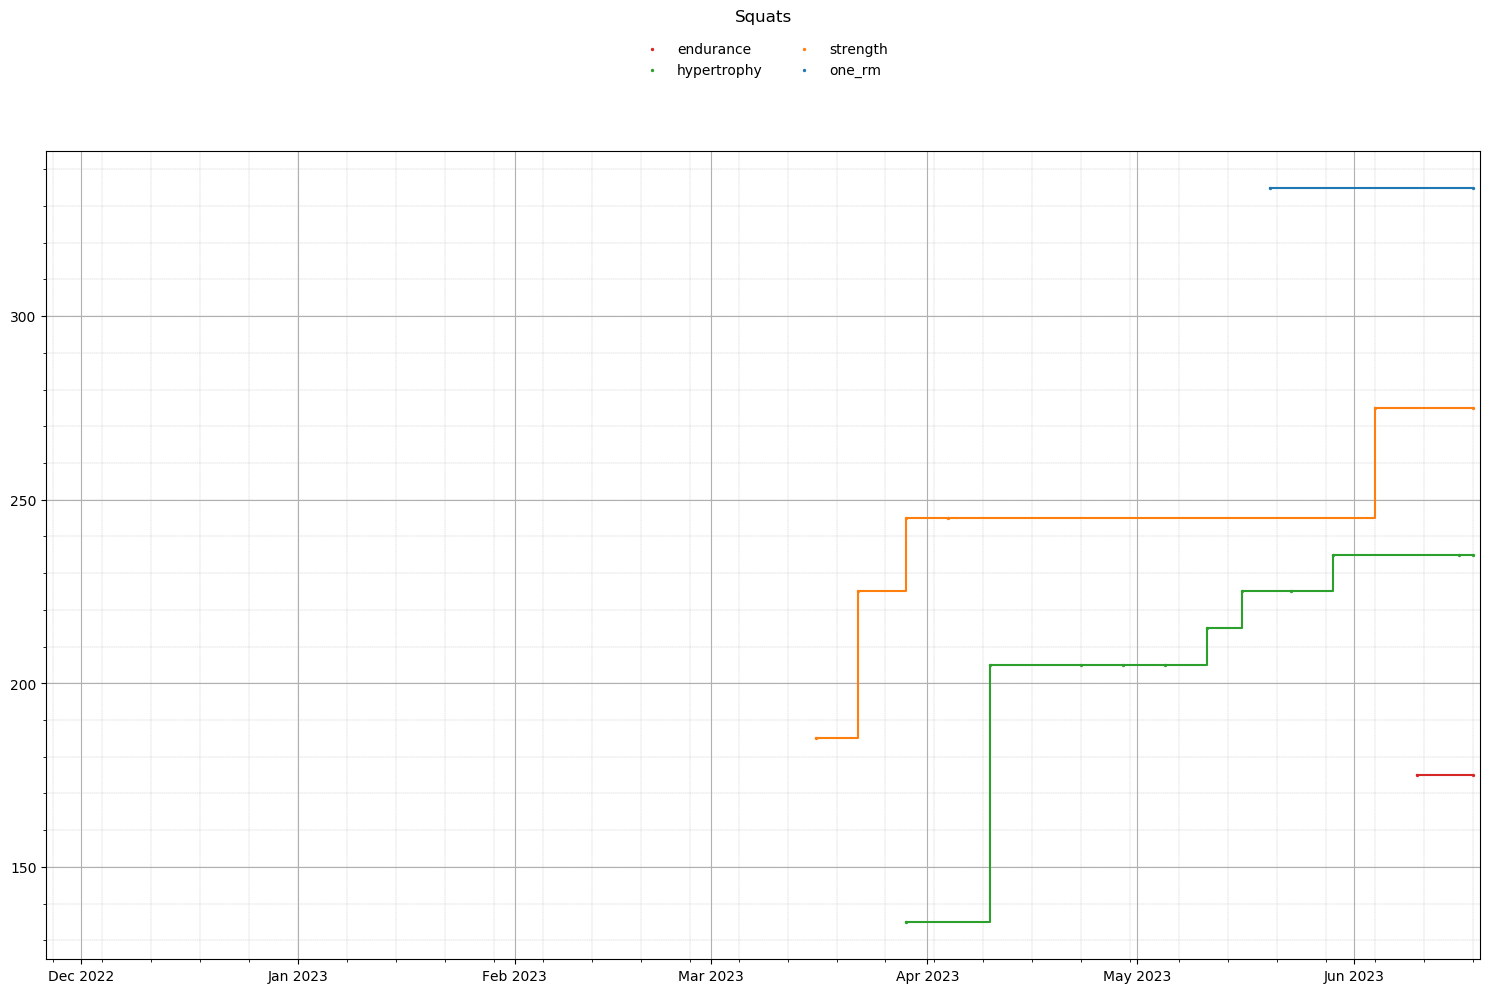 Squats
endurance strength
hypertrophy one_rm
300
250
200
150
Dec 2022 Jan 2023 Feb 2023 Mar 2023 Apr 2023 May 2023 Jun 2023